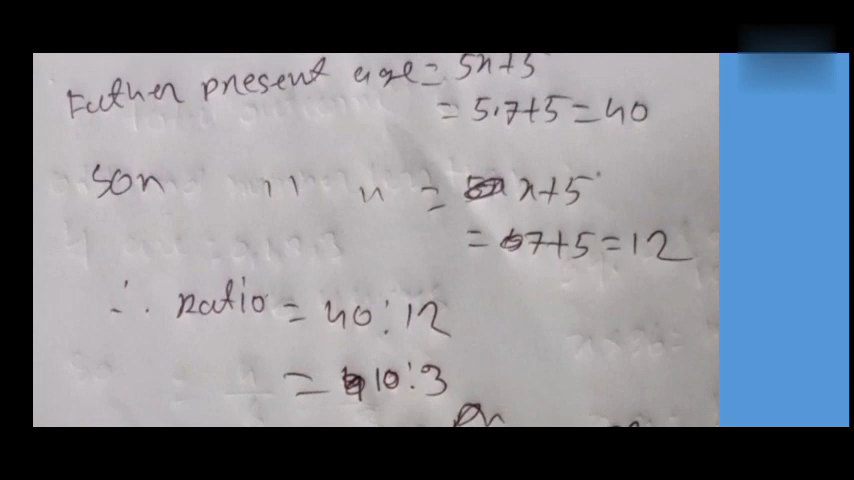 Father present age = 5x+5
= 5.7+5=40
son " " = x+5
= 7+5=12
∴ ratio = 40:12
= 10:3